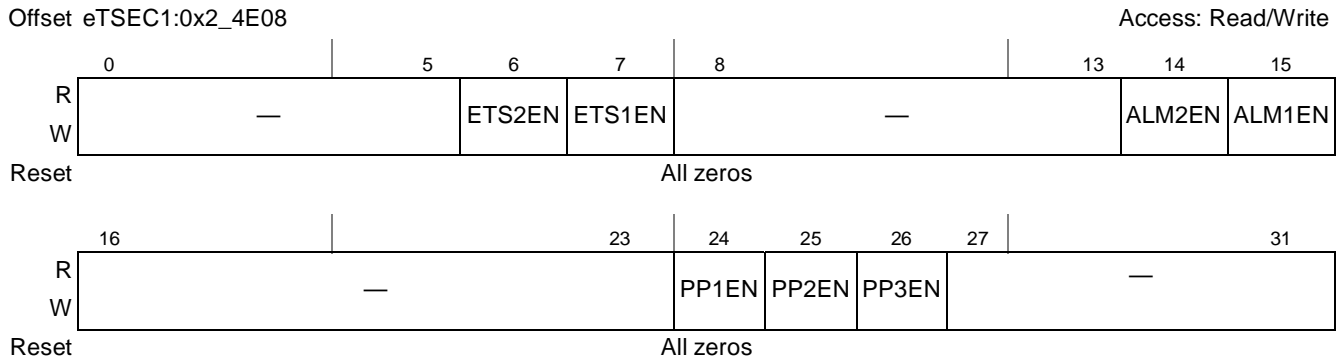 Offset eTSEC1:0x2_4E08 Access: Read/Write
0 5 6 7 8 13 14 15
R
— ETS2EN ETS1EN — ALM2EN ALM1EN
W
Reset All zeros
16 23 24 25 26 27 31
R
— PP1EN PP2EN PP3EN —
W
Reset All zeros